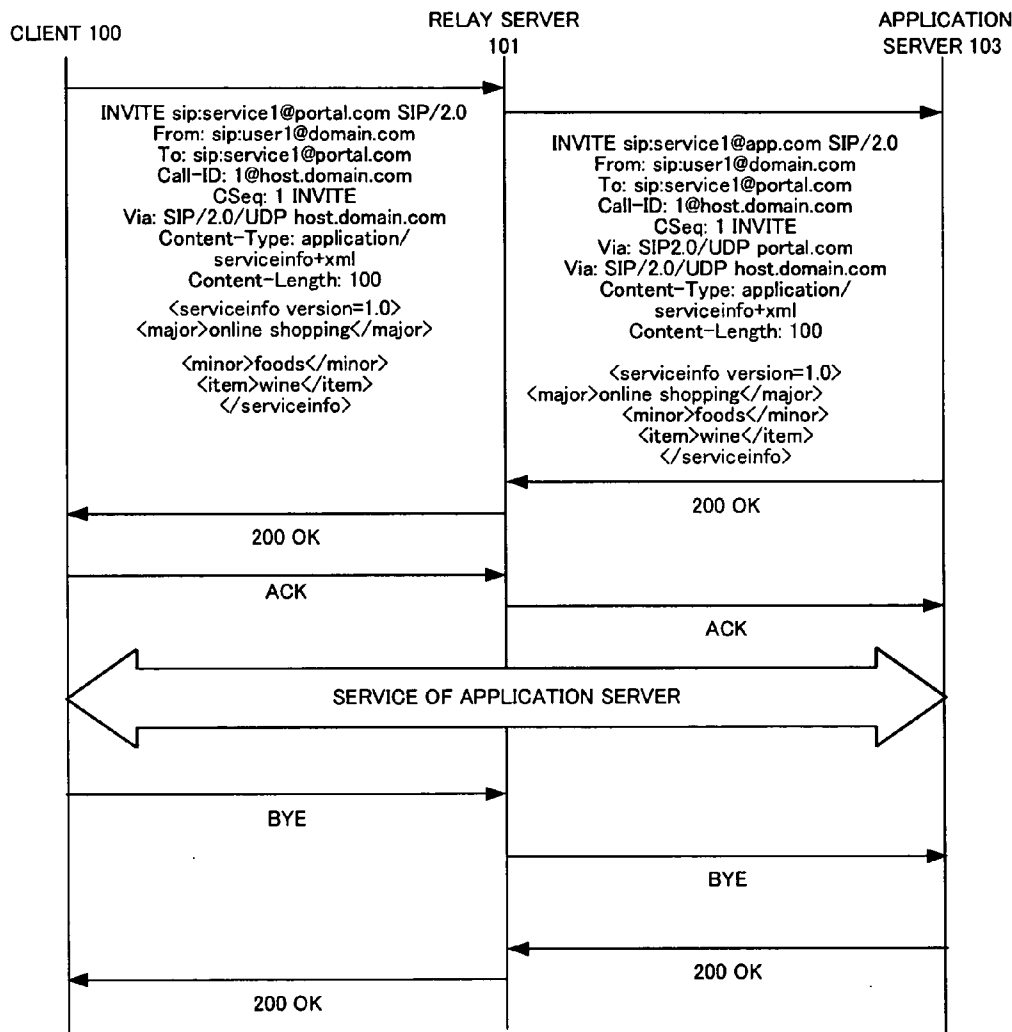 CLIENT 100
RELAY SERVER
101
APPLICATION
SERVER 103
INVITE sip:service1@portal.com SIP/2.0
From: sip:user1@domain.com
To: sip:service1@portal.com
Call-ID: 1@host.domain.com
CSeq: 1 INVITE
Via: SIP/2.0/UDP host.domain.com
Content-Type: application/
serviceinfo+xml
Content-Length: 100
<serviceinfo version=1.0>
<major>online shopping</major>
<minor>foods</minor>
<item>wine</item>
</serviceinfo>
INVITE sip:service1@app.com SIP/2.0
From: sip:user1@domain.com
To: sip:service1@portal.com
Call-ID: 1@host.domain.com
CSeq: 1 INVITE
Via: SIP2.0/UDP portal.com
Via: SIP/2.0/UDP host.domain.com
Content-Type: application/
serviceinfo+xml
Content-Length: 100
<serviceinfo version=1.0>
<major>online shopping</major>
<minor>foods</minor>
<item>wine</item>
</serviceinfo>
200 OK
200 OK
ACK
ACK
SERVICE OF APPLICATION SERVER
BYE
BYE
200 OK
200 OK